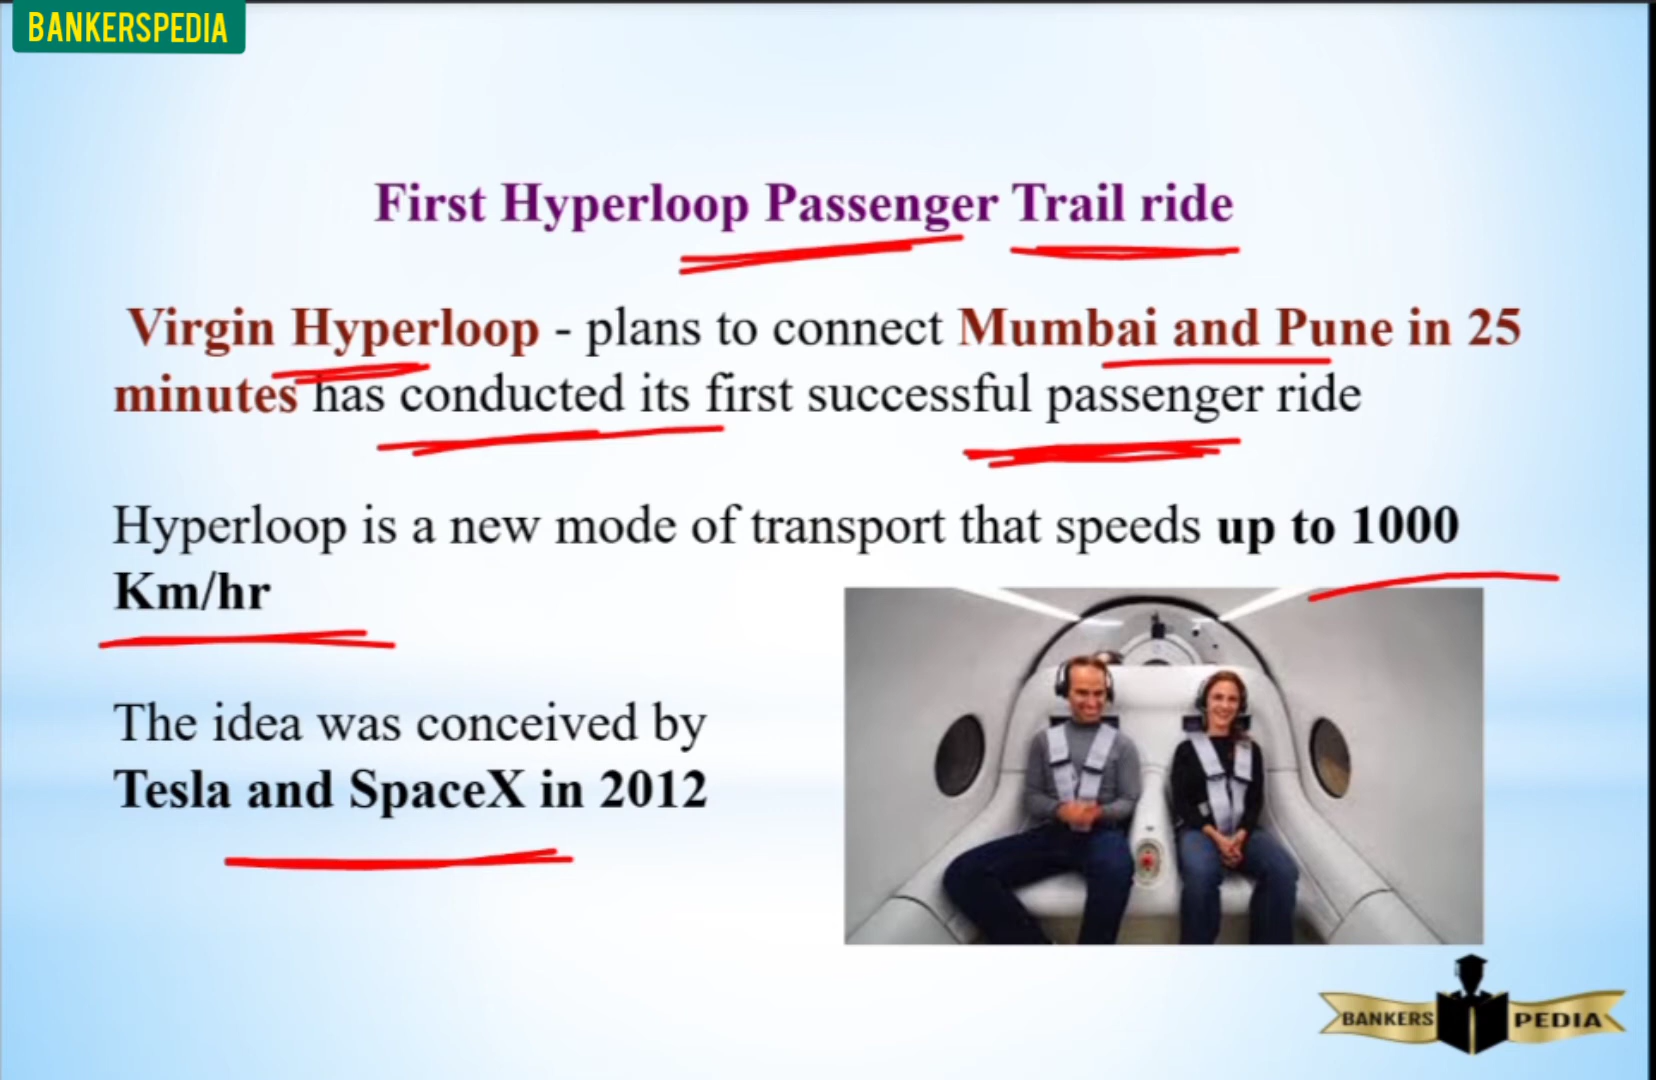 BANKERSPEDIA
First Hyperloop Passenger Trail ride
Virgin Hyperloop - plans to connect Mumbai and Pune in 25
minutes has conducted its first successful passenger ride
Hyperloop is a new mode of transport that speeds up to 1000
Km/hr
The idea was conceived by
Tesla and SpaceX in 2012
BANKERS PEDIA